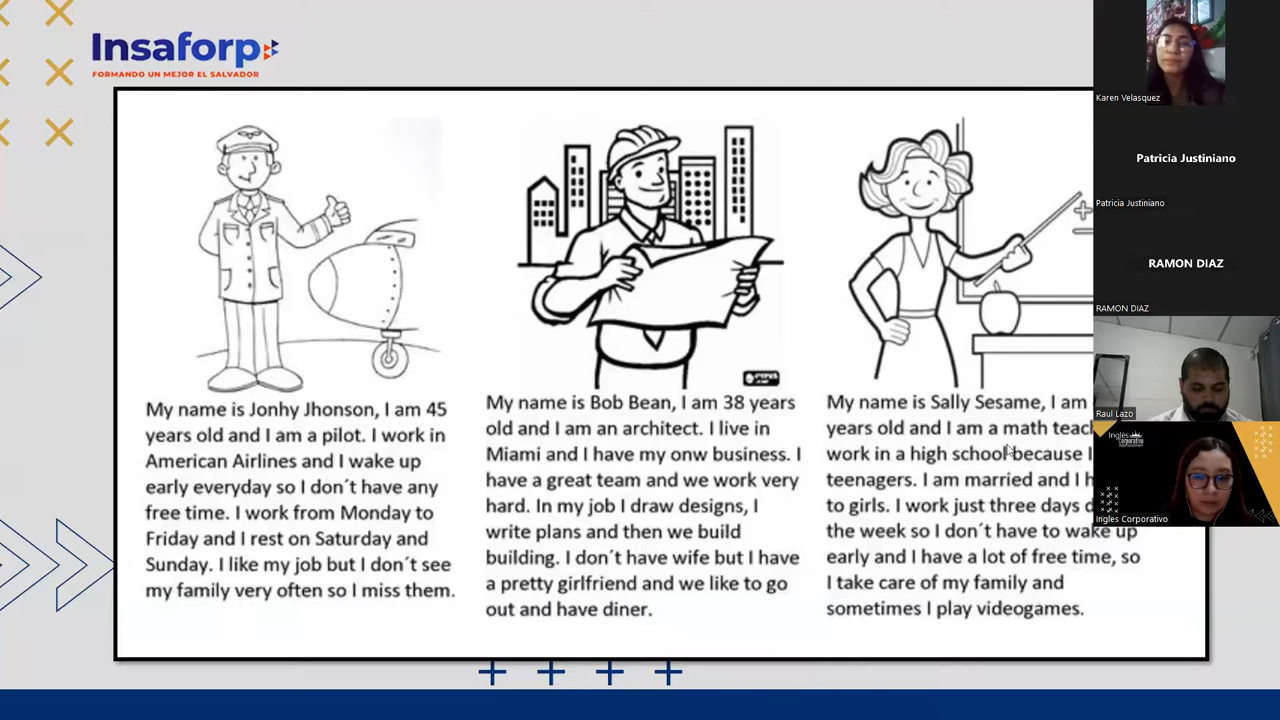 Insaforp
FORMANDO UN MEJOR EL SALVADOR
My name is Jonhy Jhonson, I am 45
years old and I am a pilot. I work in
American Airlines and I wake up
early everyday so I don´t have any
free time. I work from Monday to
Friday and I rest on Saturday and
Sunday. I like my job but I don´t see
my family very often so I miss them.
My name is Bob Bean, I am 38 years
old and I am an architect. I live in
Miami and I have my onw business. I
have a great team and we work very
hard. In my job I draw designs, I
write plans and then we build
building. I don´t have wife but I have
a pretty girlfriend and we like to go
out and have diner.
My name is Sally Sesame, I am
years old and I am a math
work in a high school because I
teenagers. I am married and I
to girls. I work just three days
the week so I don´t have to wake up
early and I have a lot of free time, so
I take care of my family and
sometimes I play videogames.
Karen Velasquez
Patricia Justiniano
Patricia Justiniano
RAMON DIAZ
RAMON DIAZ
Raul Lazo
Inglés
Corporativo
Ingles Corporativo